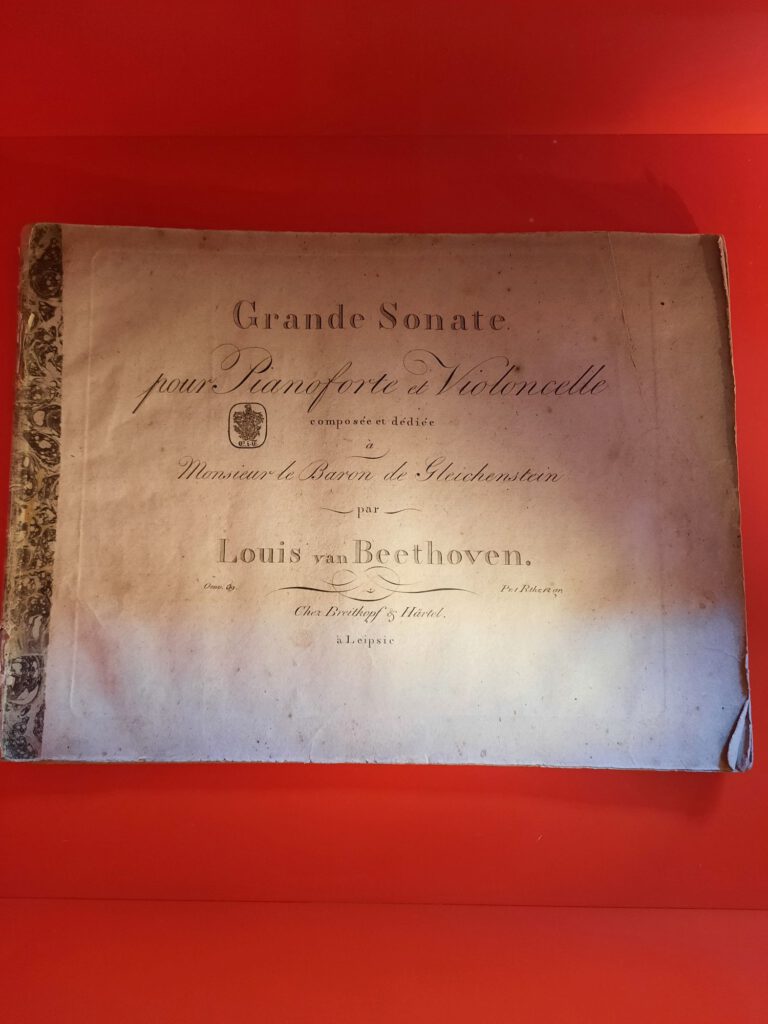 Grande Sonate
pour Pianoforte et Violoncelle
composée et dédiée
à
Monsieur le Baron de Gleichenstein
par
Louis van Beethoven.
Chez Breitkopf & Härtel.
à Leipsic